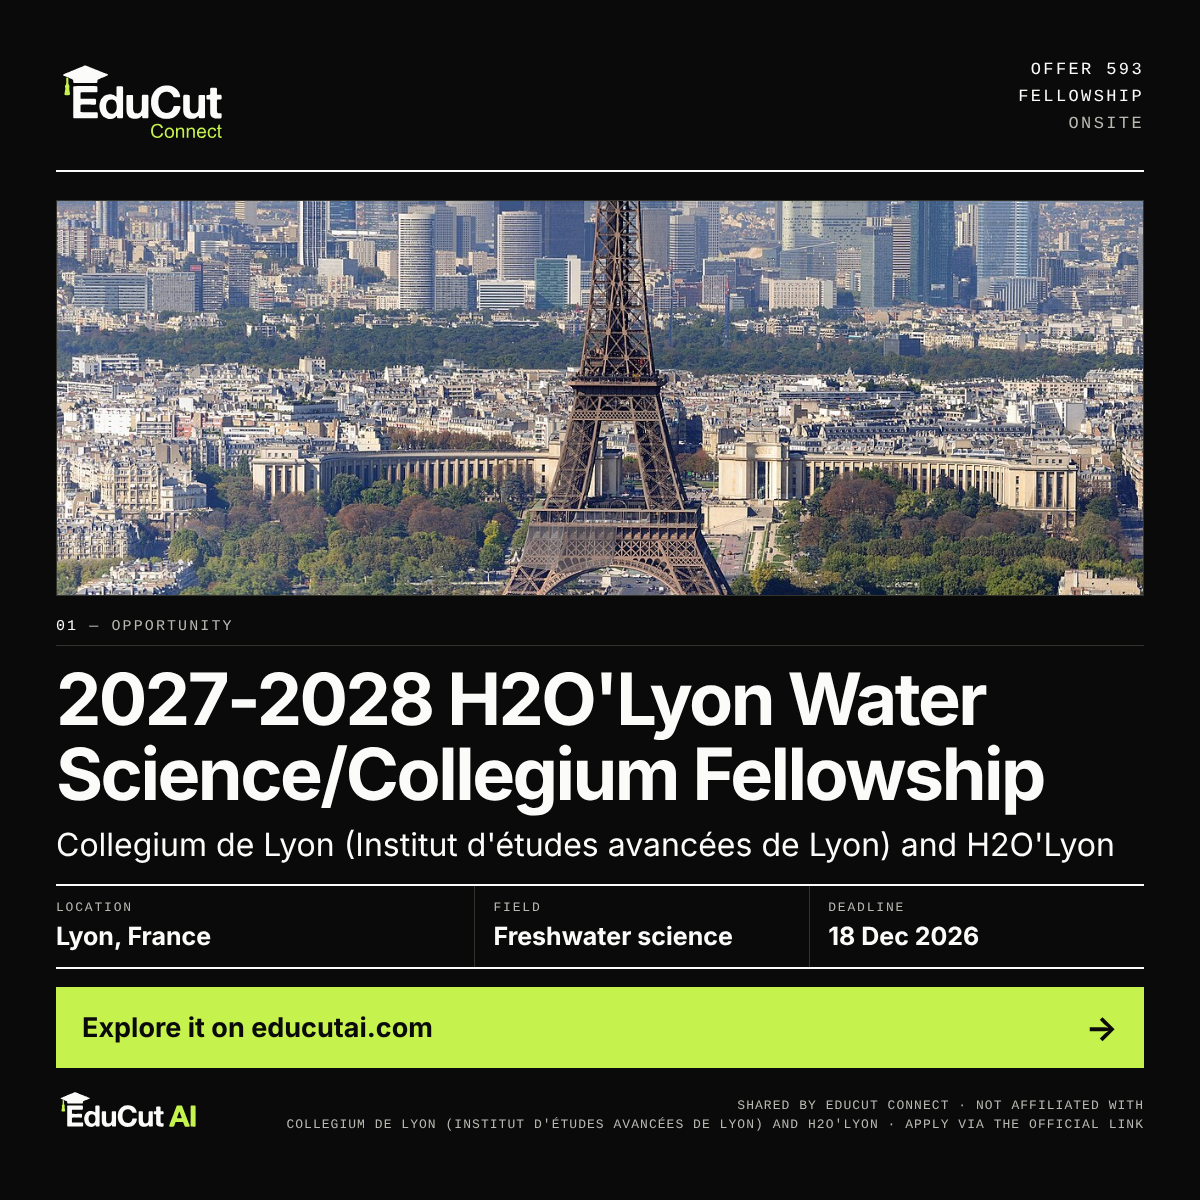 EduCut
Connect
OFFER 593
FELLOWSHIP
ONSITE
01 — OPPORTUNITY
2027-2028 H2O'Lyon Water
Science/Collegium Fellowship
Collegium de Lyon (Institut d'études avancées de Lyon) and H2O'Lyon
LOCATION
Lyon, France
FIELD
Freshwater science
DEADLINE
18 Dec 2026
Explore it on educutai.com →
EduCut AI
SHARED BY EDUCUT CONNECT · NOT AFFILIATED WITH
COLLEGIUM DE LYON (INSTITUT D'ÉTUDES AVANCÉES DE LYON) AND H2O'LYON · APPLY VIA THE OFFICIAL LINK